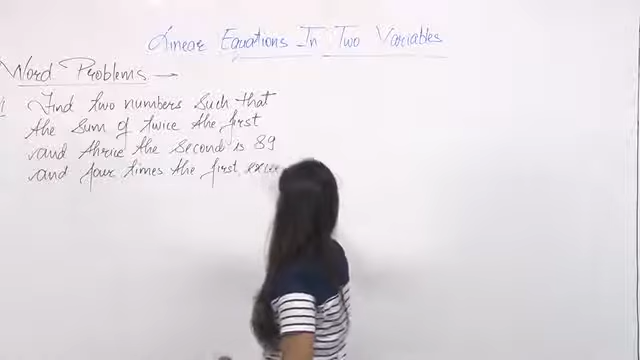 Linear Equations In Two Variables
Word Problems
Find two numbers such that
the sum of twice the first
and thrice the second is 89
and four times the first